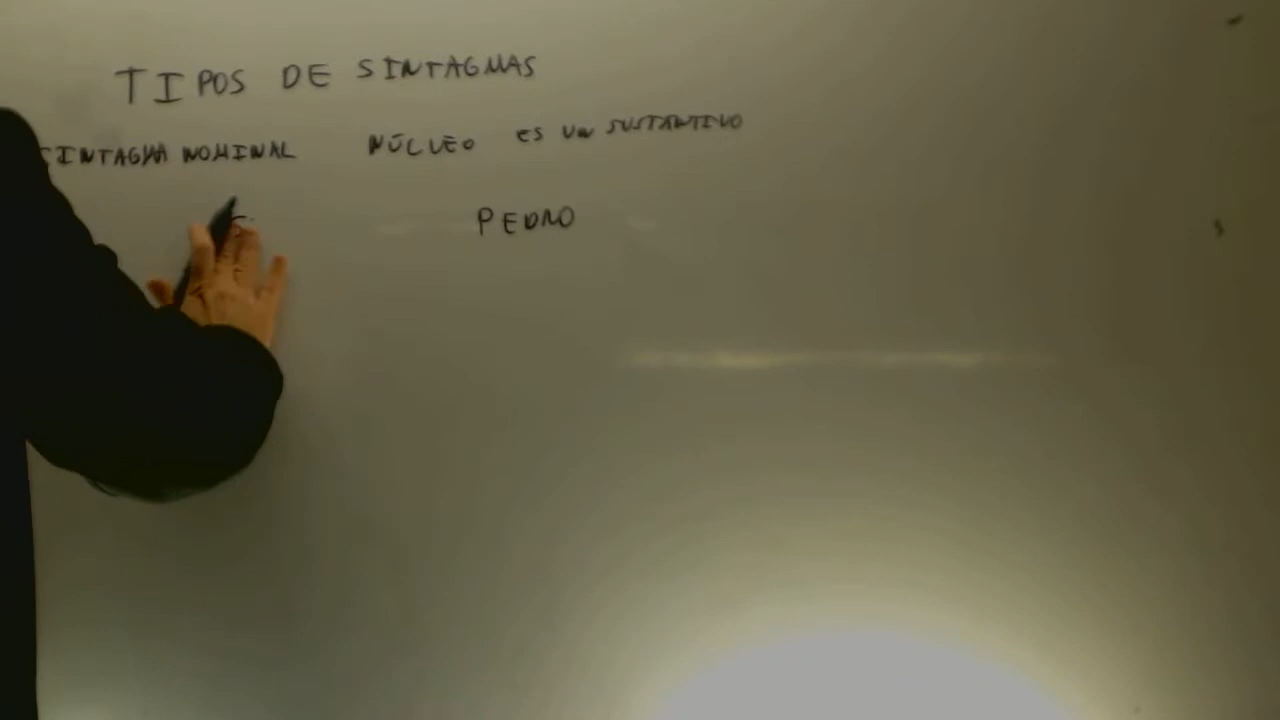 TIPOS DE SINTAGMAS
SINTAGMA NOMINAL NÚCLEO es un SUSTANTIVO
PEDRO